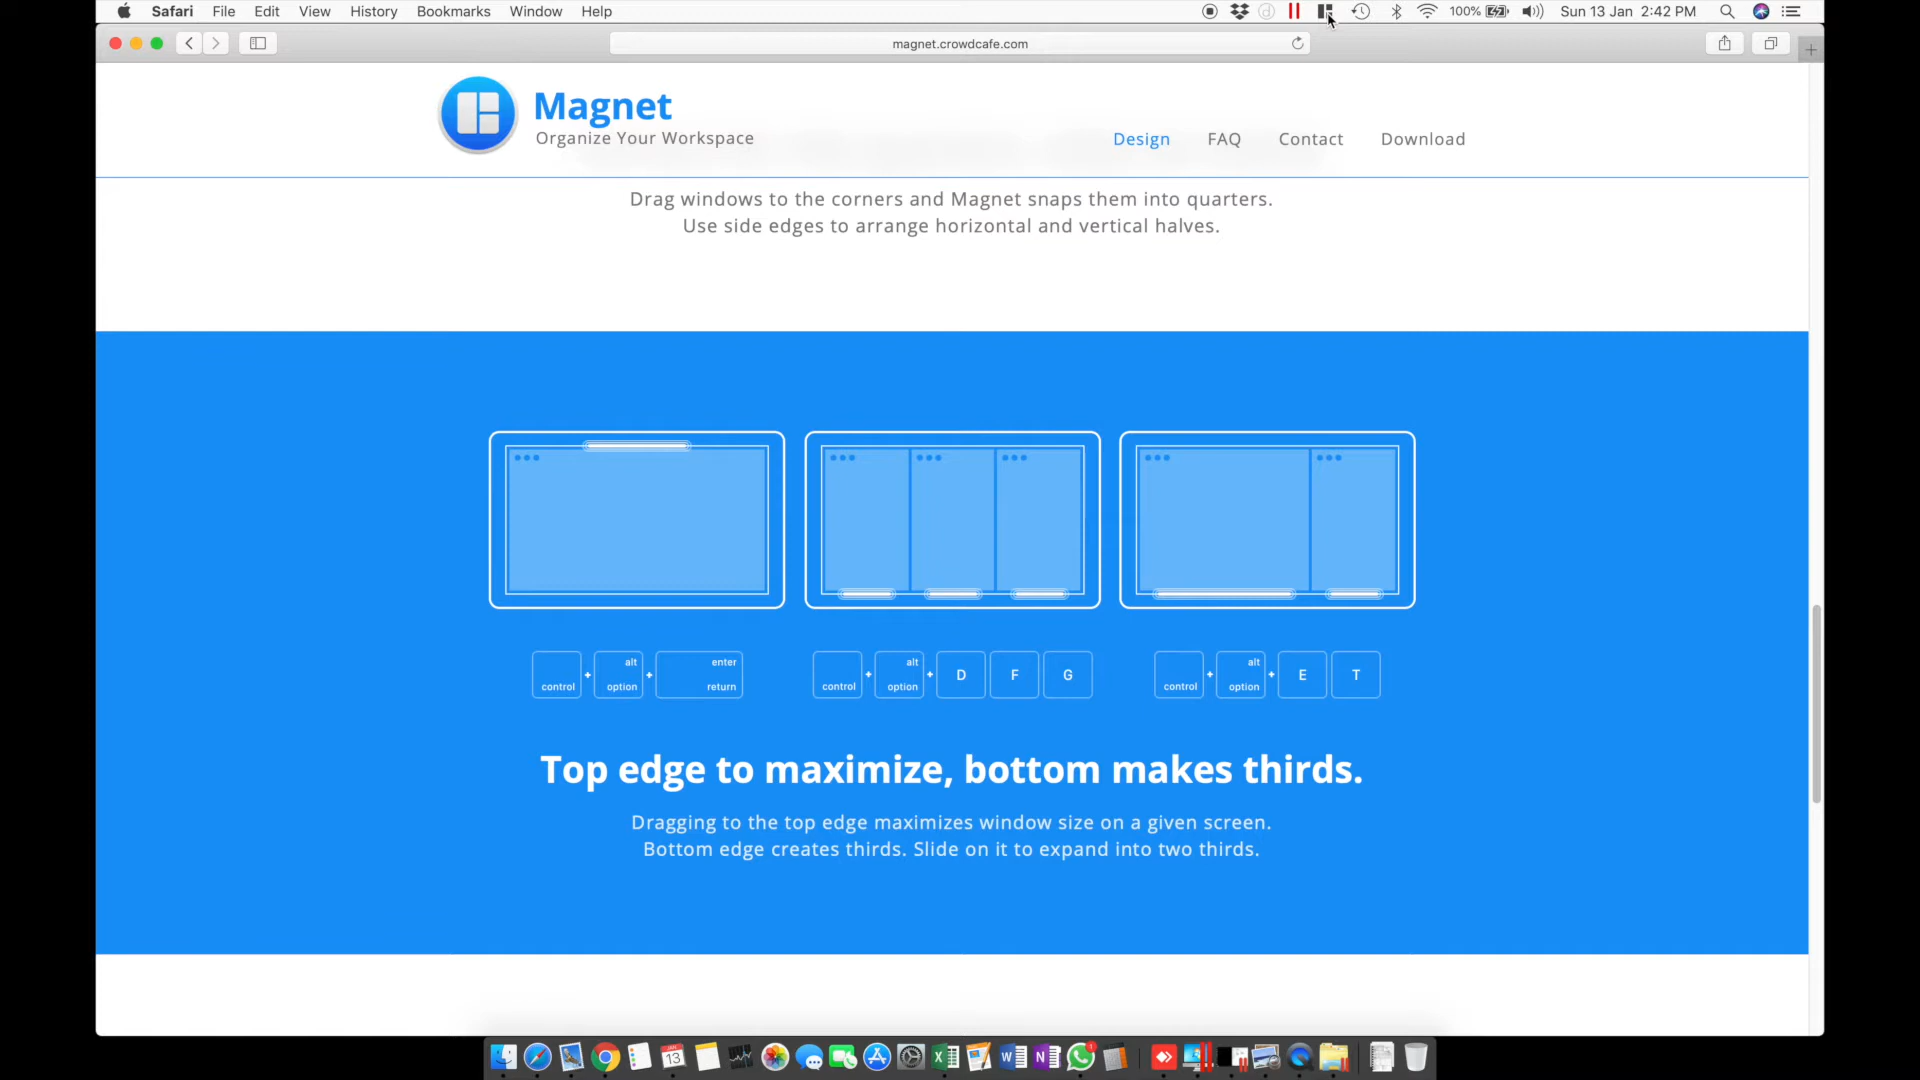 Safari File Edit View History Bookmarks Window Help
100% Sun 13 Jan 2:42 PM
magnet.crowdcafe.com
Magnet
Organize Your Workspace
Design FAQ Contact Download
Drag windows to the corners and Magnet snaps them into quarters.
Use side edges to arrange horizontal and vertical halves.
control + alt option + enter return
control + alt option + D F G
control + alt option + E T
Top edge to maximize, bottom makes thirds.
Dragging to the top edge maximizes window size on a given screen.
Bottom edge creates thirds. Slide on it to expand into two thirds.